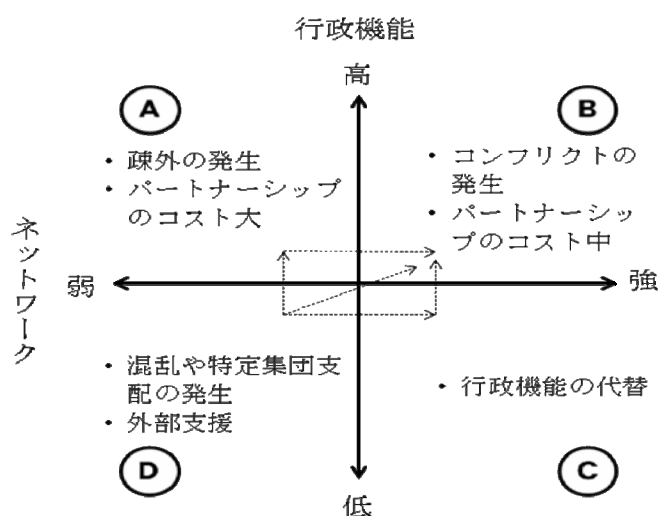 行政機能
高
A
B
・ 疎外の発生
・ パートナーシップ
のコスト大
・ コンフリクトの
発生
・ パートナーシッ
プのコスト中
ネットワーク
弱
強
・ 混乱や特定集団支
配の発生
・ 外部支援
・ 行政機能の代替
D
C
低